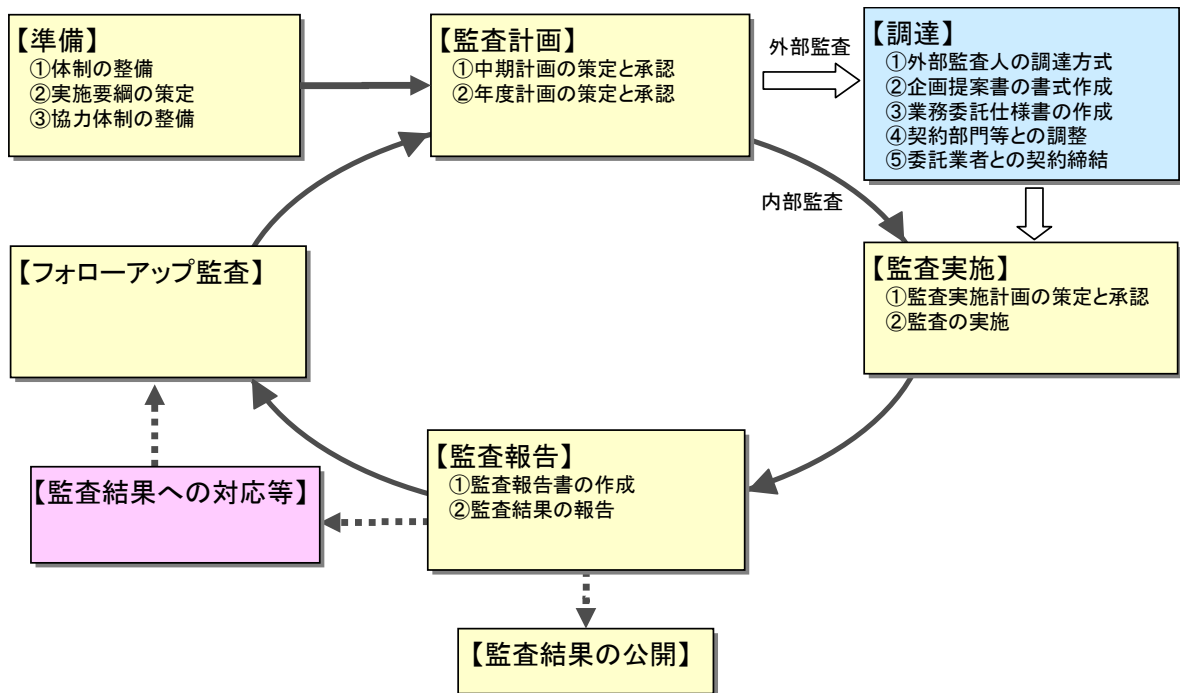 【準備】
①体制の整備
②実施要綱の策定
③協力体制の整備
【監査計画】
①中期計画の策定と承認
②年度計画の策定と承認
外部監査
【調達】
①外部監査人の調達方式
②企画提案書の書式作成
③業務委託仕様書の作成
④契約部門等との調整
⑤委託業者との契約締結
内部監査
【フォローアップ監査】
【監査実施】
①監査実施計画の策定と承認
②監査の実施
【監査報告】
①監査報告書の作成
②監査結果の報告
【監査結果への対応等】
【監査結果の公開】